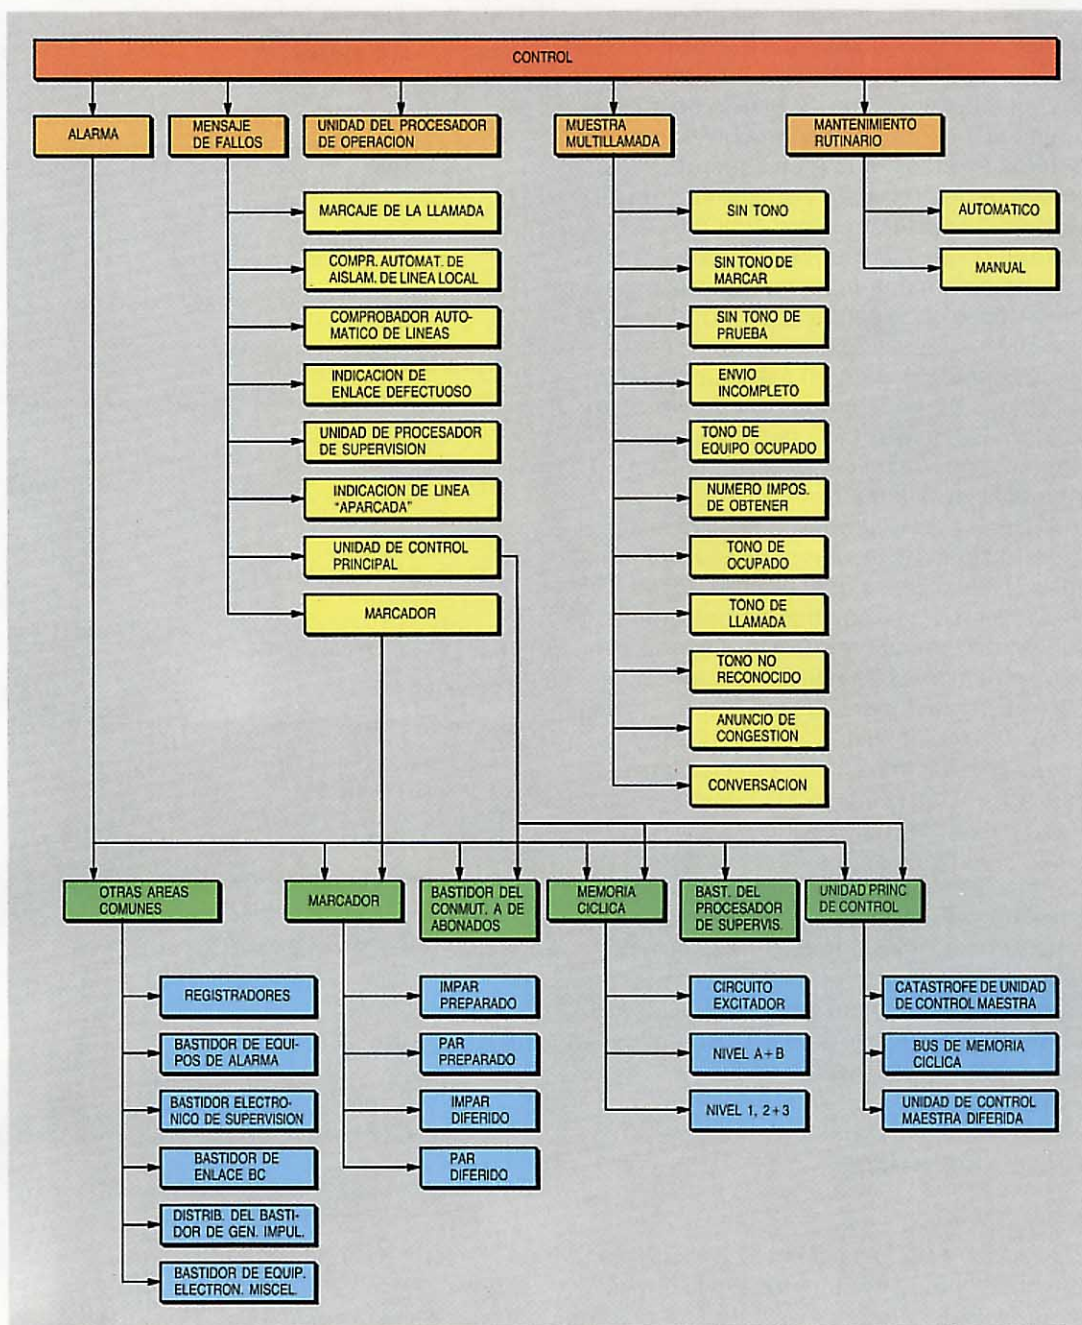 CONTROL
ALARMA
MENSAJE
DE FALLOS
UNIDAD DEL PROCESADOR
DE OPERACION
MUESTRA
MULTILLAMADA
MANTENIMIENTO
RUTINARIO
MARCAJE DE LA LLAMADA
COMPR. AUTOMAT. DE
AISLAM. DE LINEA LOCAL
COMPROBADOR AUTO-
MATICO DE LINEAS
INDICACION DE
ENLACE DEFECTUOSO
UNIDAD DE PROCESADOR
DE SUPERVISION
INDICACION DE LINEA
"APARCADA"
UNIDAD DE CONTROL
PRINCIPAL
MARCADOR
SIN TONO
SIN TONO DE
MARCAR
SIN TONO DE
PRUEBA
ENVIO
INCOMPLETO
TONO DE
EQUIPO OCUPADO
NUMERO IMPOS.
DE OBTENER
TONO DE
OCUPADO
TONO DE
LLAMADA
TONO NO
RECONOCIDO
ANUNCIO DE
CONGESTION
CONVERSACION
AUTOMATICO
MANUAL
OTRAS AREAS
COMUNES
MARCADOR
BASTIDOR DEL
CONMUT. A DE
ABONADOS
MEMORIA
CICLICA
BAST. DEL
PROCESADOR
DE SUPERVIS.
UNIDAD PRINC
DE CONTROL
REGISTRADORES
BASTIDOR DE EQUI-
POS DE ALARMA
BASTIDOR ELECTRO-
NICO DE SUPERVISION
BASTIDOR DE
ENLACE BC
DISTRIB. DEL BASTI-
DOR DE GEN. IMPUL.
BASTIDOR DE EQUIP.
ELECTRON. MISCEL.
IMPAR
PREPARADO
PAR
PREPARADO
IMPAR
DIFERIDO
PAR
DIFERIDO
CIRCUITO
EXCITADOR
NIVEL A+B
NIVEL 1, 2+3
CATASTROFE DE UNIDAD
DE CONTROL MAESTRA
BUS DE MEMORIA
CICLICA
UNIDAD DE CONTROL
MAESTRA DIFERIDA